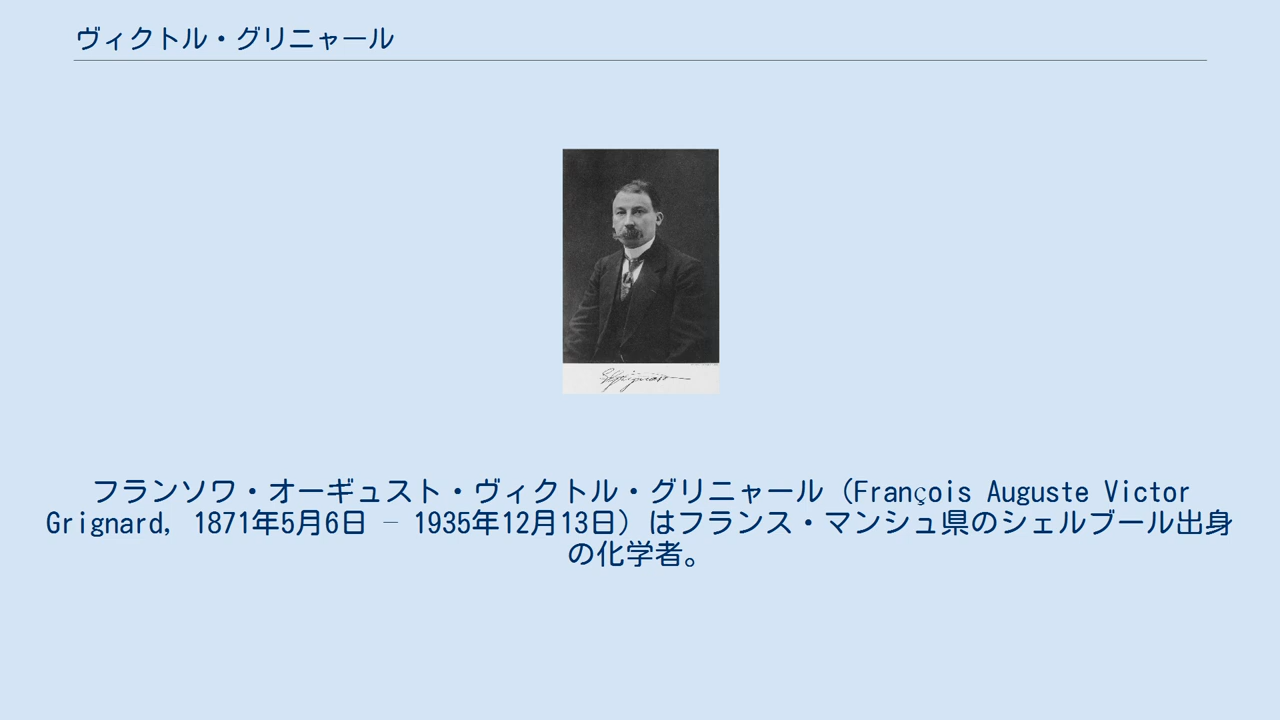 ヴィクトル・グリニャール
フランソワ・オーギュスト・ヴィクトル・グリニャール（François Auguste Victor
Grignard, 1871年5月6日 – 1935年12月13日）はフランス・マンシュ県のシェルブール出身
の化学者。